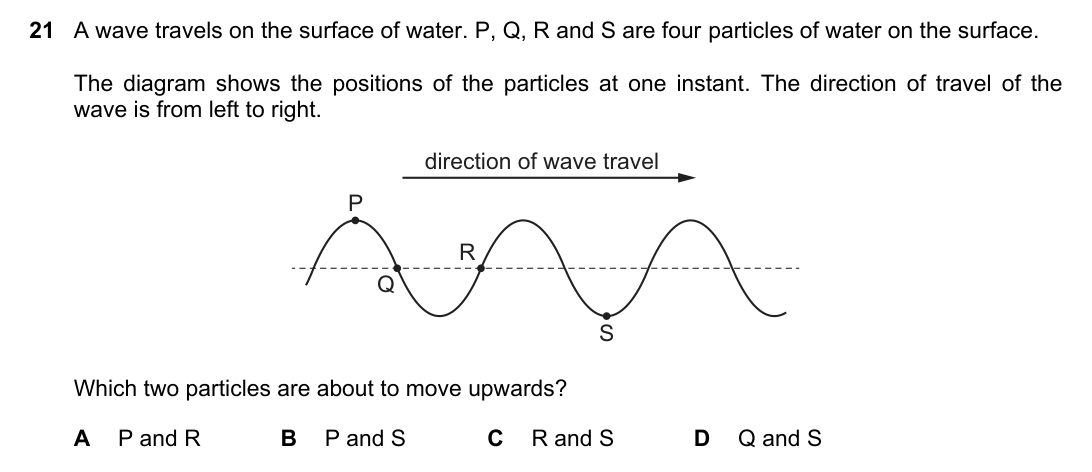 21 A wave travels on the surface of water. P, Q, R and S are four particles of water on the surface.
The diagram shows the positions of the particles at one instant. The direction of travel of the
wave is from left to right.
direction of wave travel
P
R
Q
S
Which two particles are about to move upwards?
A P and R B P and S C R and S D Q and S